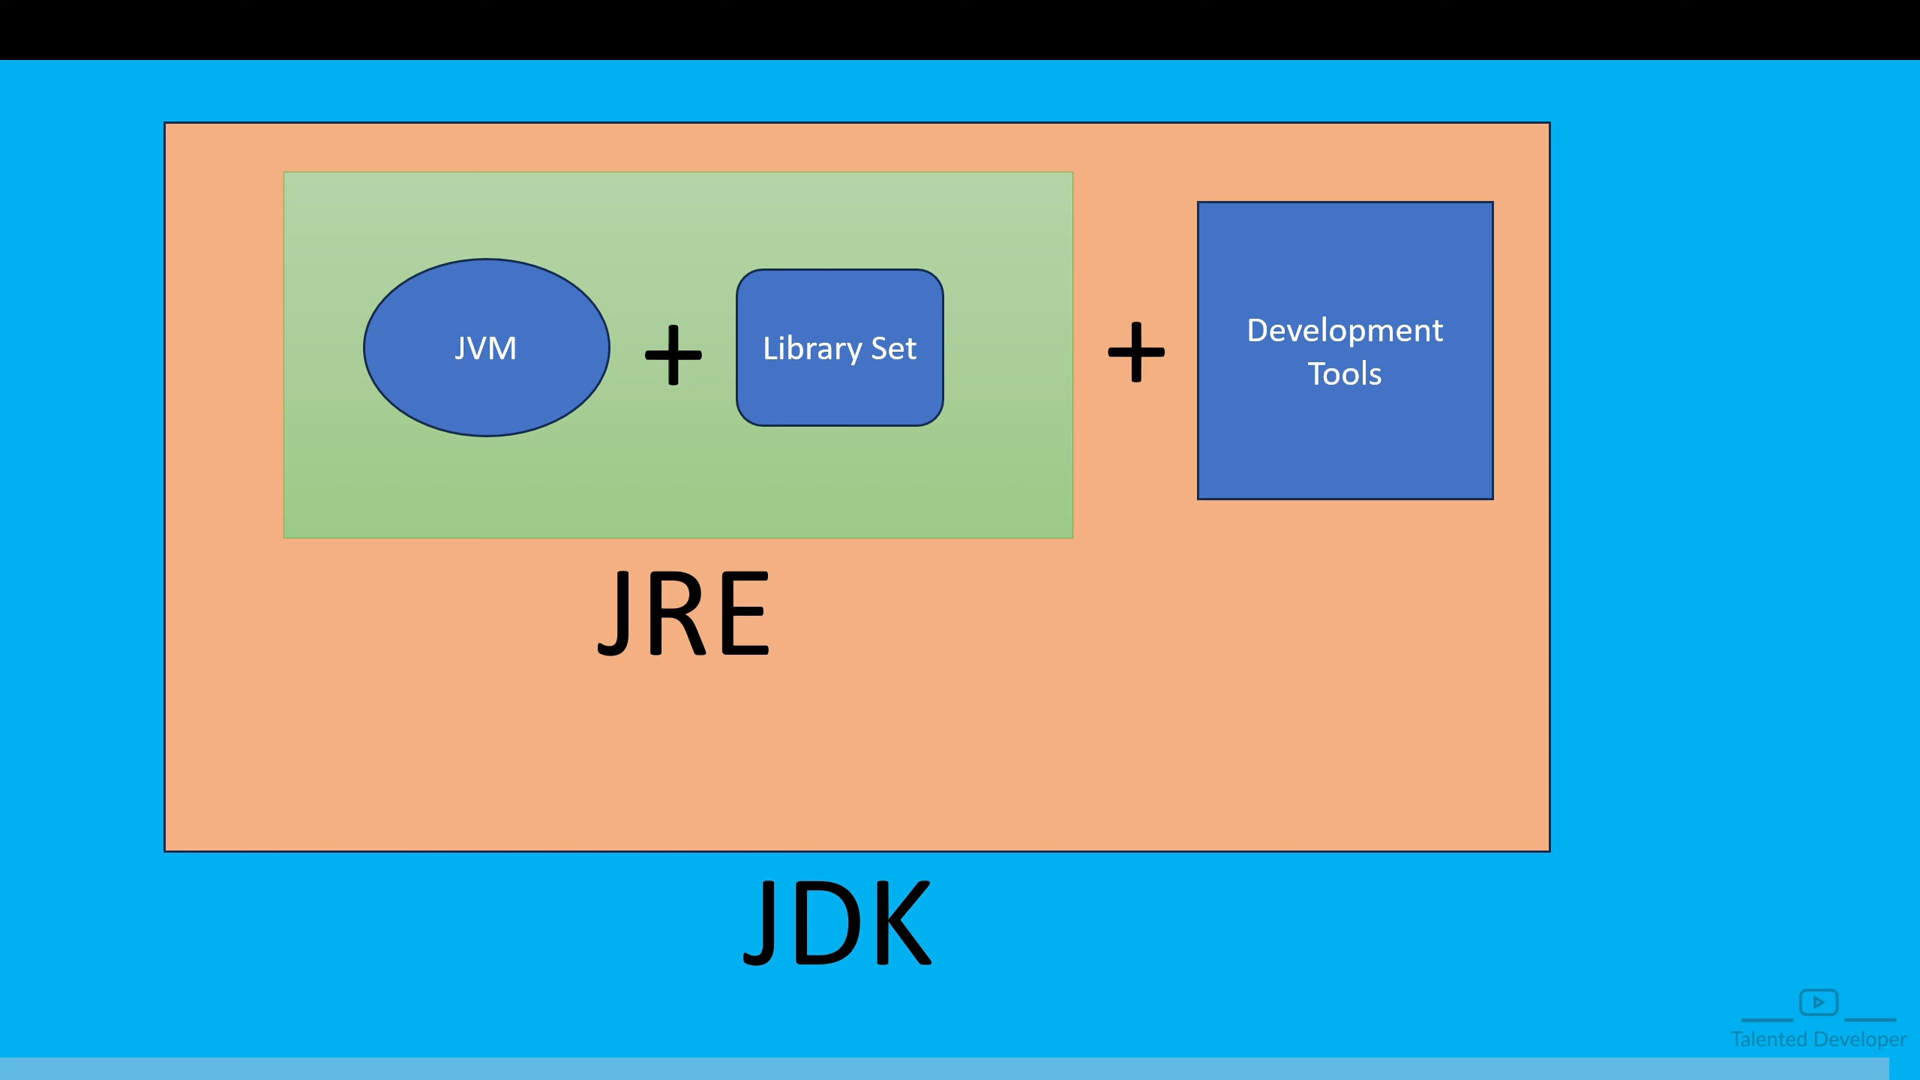 JVM
+
Library Set
+
Development
Tools
JRE
JDK
Talented Developer